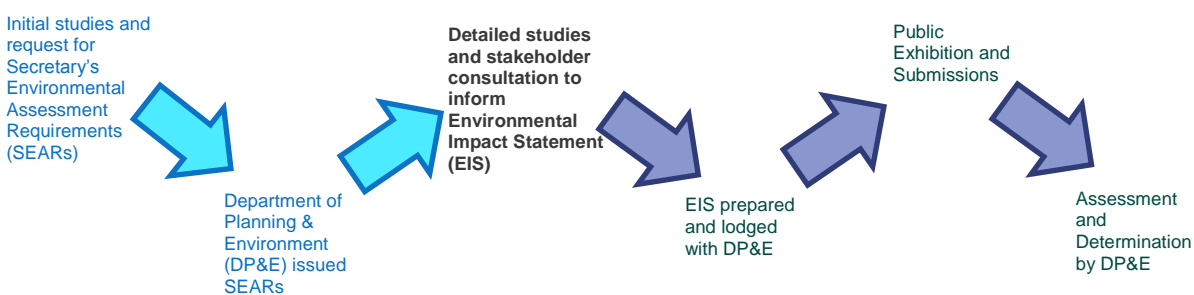 Initial studies and
request for
Secretary's
Environmental
Assessment
Requirements
(SEARs)
Department of
Planning &
Environment
(DP&E) issued
SEARs
Detailed studies
and stakeholder
consultation to
inform
Environmental
Impact Statement
(EIS)
EIS prepared
and lodged
with DP&E
Public
Exhibition and
Submissions
Assessment
and
Determination
by DP&E